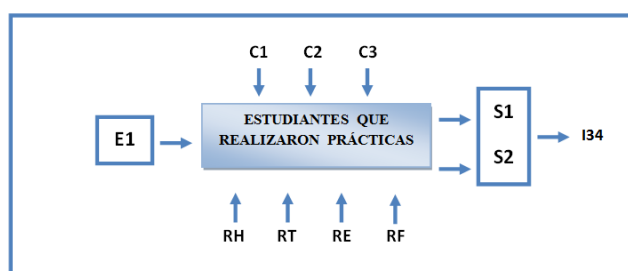 C1 C2 C3
ESTUDIANTES QUE
REALIZARON PRÁCTICAS
E1
S1
S2
I34
RH RT RE RF